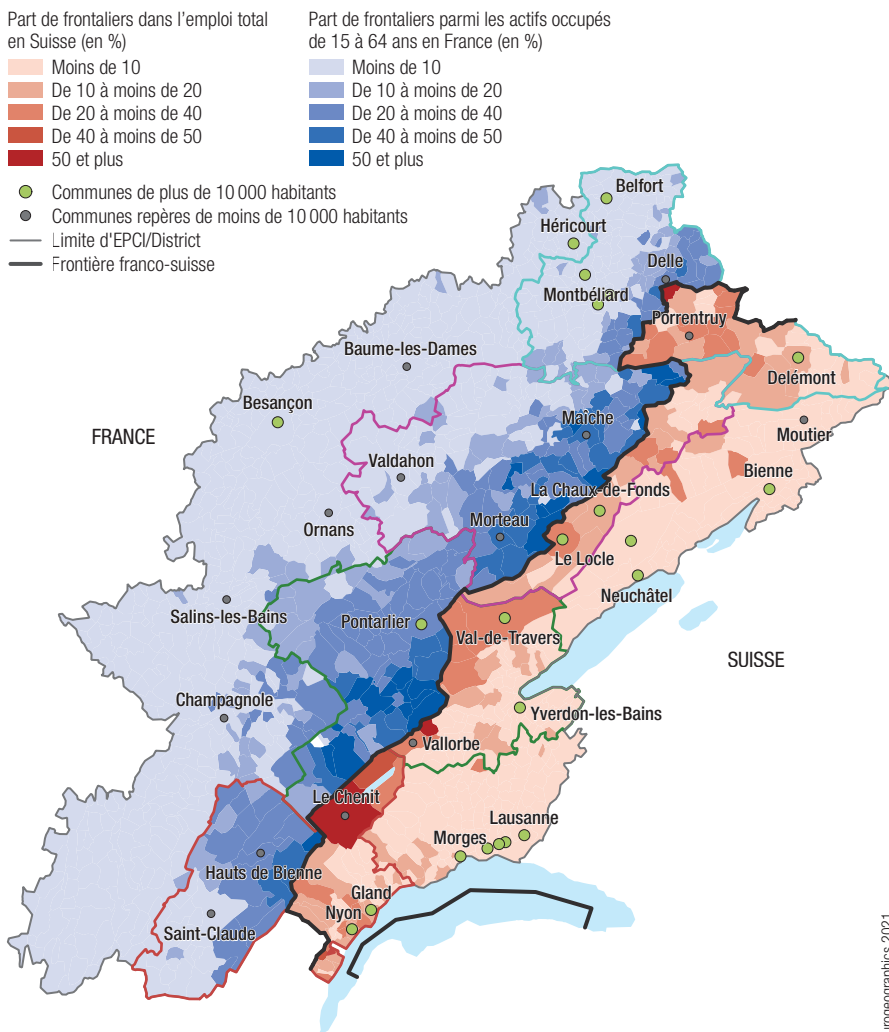 Part de frontaliers dans l'emploi total
en Suisse (en %)
Moins de 10
De 10 à moins de 20
De 20 à moins de 40
De 40 à moins de 50
50 et plus
Part de frontaliers parmi les actifs occupés
de 15 à 64 ans en France (en %)
Moins de 10
De 10 à moins de 20
De 20 à moins de 40
De 40 à moins de 50
50 et plus
Communes de plus de 10 000 habitants
Communes repères de moins de 10 000 habitants
Limite d'EPCI/District
Frontière franco-suisse
Belfort
Héricourt
Delle
Montbéliard
Porrentruy
Baume-les-Dames
Delémont
Besançon
Maîche
Moutier
FRANCE
Valdahon
Bienne
La Chaux-de-Fonds
Ornans
Morteau
Le Locle
Neuchâtel
Salins-les-Bains
Pontarlier
Val-de-Travers
SUISSE
Champagnole
Yverdon-les-Bains
Vallorbe
Le Chenit
Lausanne
Morges
Hauts de Bienne
Gland
Nyon
Saint-Claude